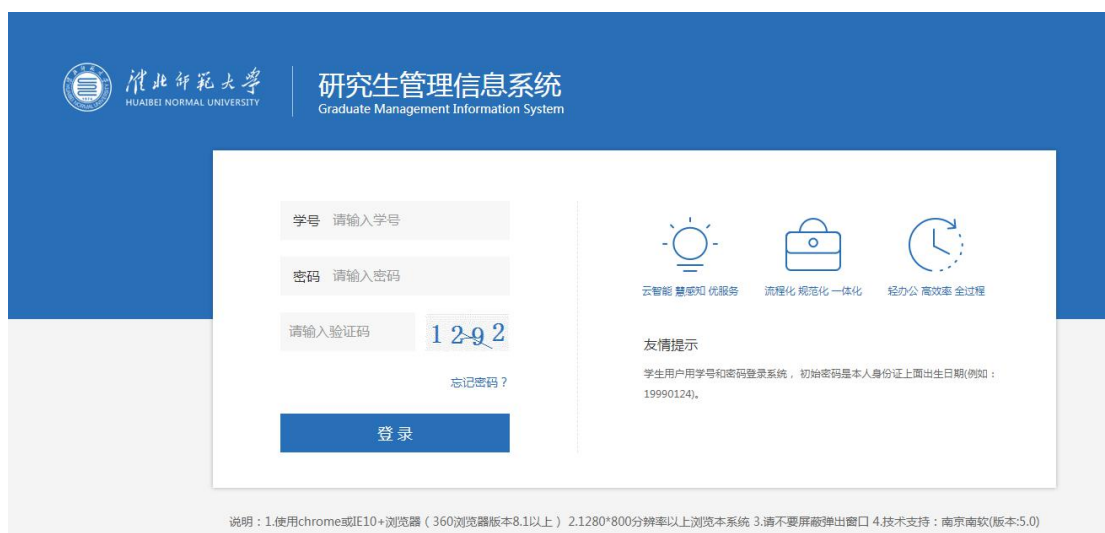 淮北师范大学
HUAIBEI NORMAL UNIVERSITY
研究生管理信息系统
Graduate Management Information System
学号 请输入学号
密码 请输入密码
请输入验证码 1292
忘记密码？
登录
云智能 慧感知 优服务 流程化 规范化 一体化 轻办公 高效率 全过程
友情提示
学生用户用学号和密码登录系统，初始密码是本人身份证上面出生日期(例如：
19990124)。
说明：1.使用chrome或IE10+浏览器（360浏览器版本8.1以上）2.1280*800分辨率以上浏览本系统 3.请不要屏蔽弹出窗口 4.技术支持：南京南软(版本:5.0)